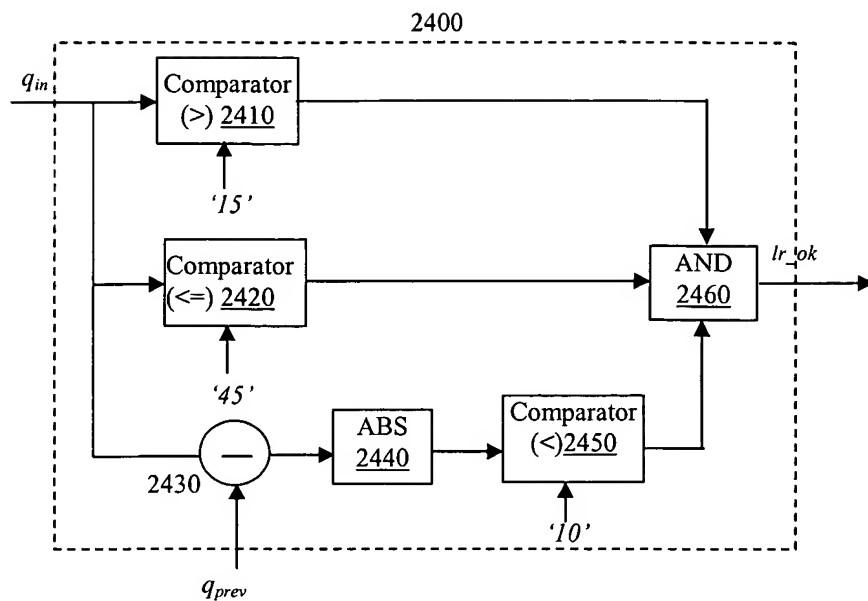 2400
q_in
Comparator
(>) 2410
'15'
Comparator
(<=) 2420
'45'
AND
2460
lr_ok
2430
—
ABS
2440
Comparator
(<)2450
'10'
q_prev